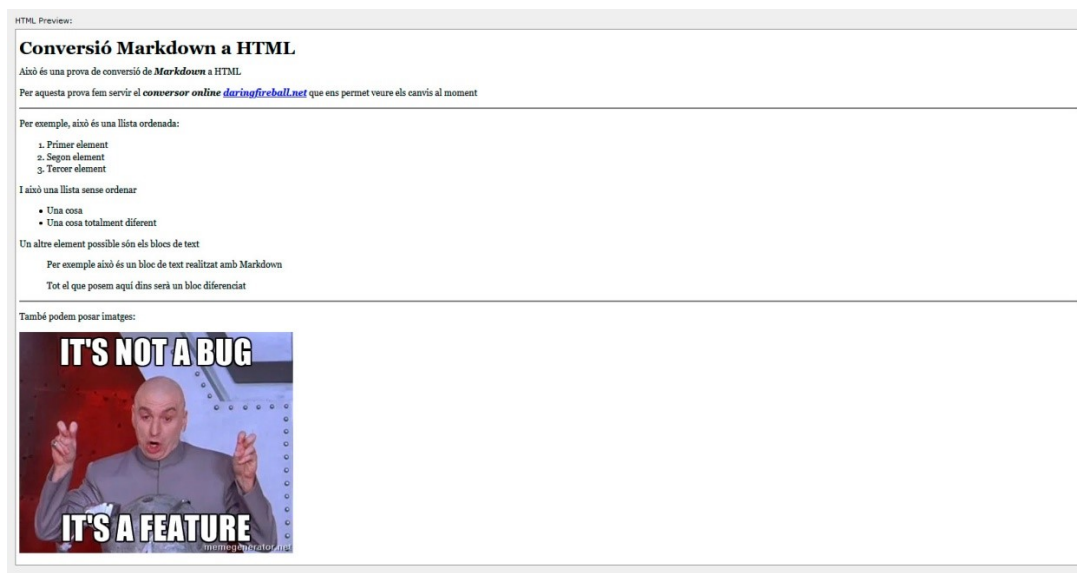 HTML Preview:
Conversió Markdown a HTML
Això és una prova de conversió de Markdown a HTML
Per aquesta prova fem servir el conversor online daringfireball.net que ens permet veure els canvis al moment
Per exemple, això és una llista ordenada:
1. Primer element
2. Segon element
3. Tercer element
I això una llista sense ordenar
• Una cosa
• Una cosa totalment diferent
Un altre element possible són els blocs de text
Per exemple això és un bloc de text realitzat amb Markdown
Tot el que posem aquí dins serà un bloc diferenciat
També podem posar imatges:
IT'S NOT A BUG
IT'S A FEATURE
memegenerator.net